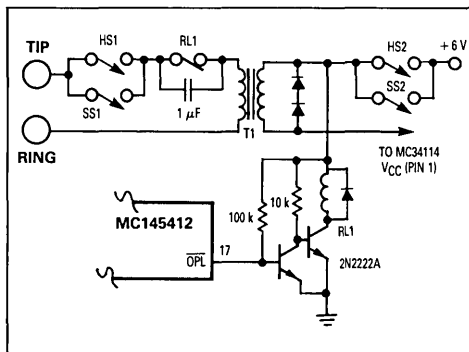 HS1
RL1
HS2
+ 6 V
TIP
SS1
1 µF
T1
SS2
RING
TO MC34114
VCC (PIN 1)
100 k
10 k
RL1
MC145412
17
OPL
2N2222A